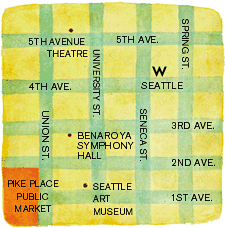 5TH AVENUE
THEATRE
5TH AVE.
SPRING ST.
W
SEATTLE
4TH AVE.
UNIVERSITY ST.
UNION ST.
SENECA ST.
3RD AVE.
BENAROYA
SYMPHONY
HALL
2ND AVE.
PIKE PLACE
PUBLIC
MARKET
SEATTLE
ART
MUSEUM
1ST AVE.